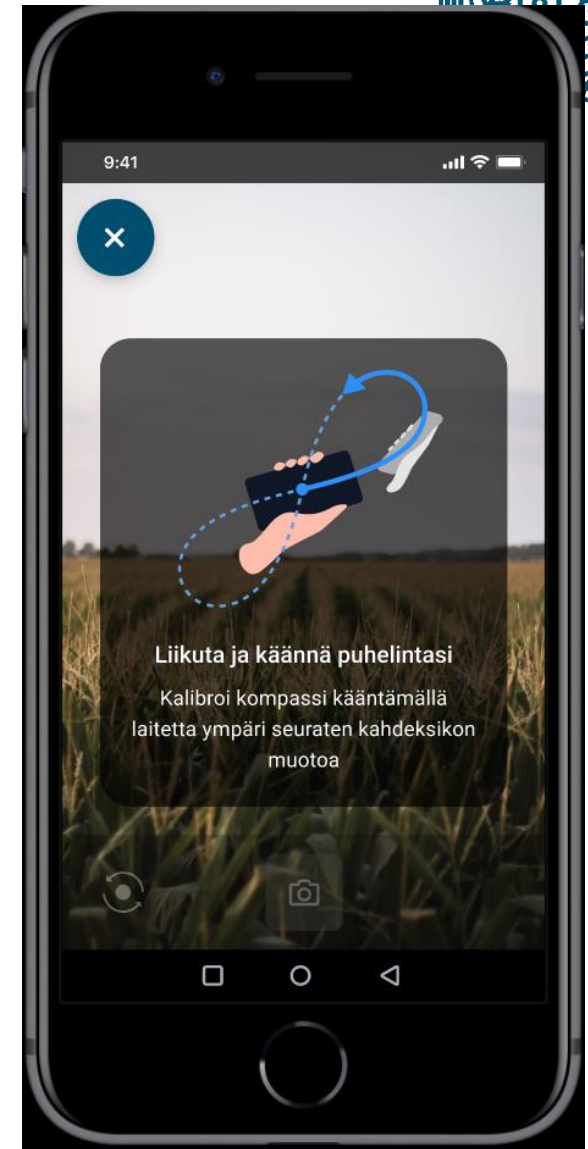 9:41
Liikuta ja käännä puhelintasi
Kalibroi kompassi kääntämällä
laitetta ympäri seuraten kahdeksikon
muotoa